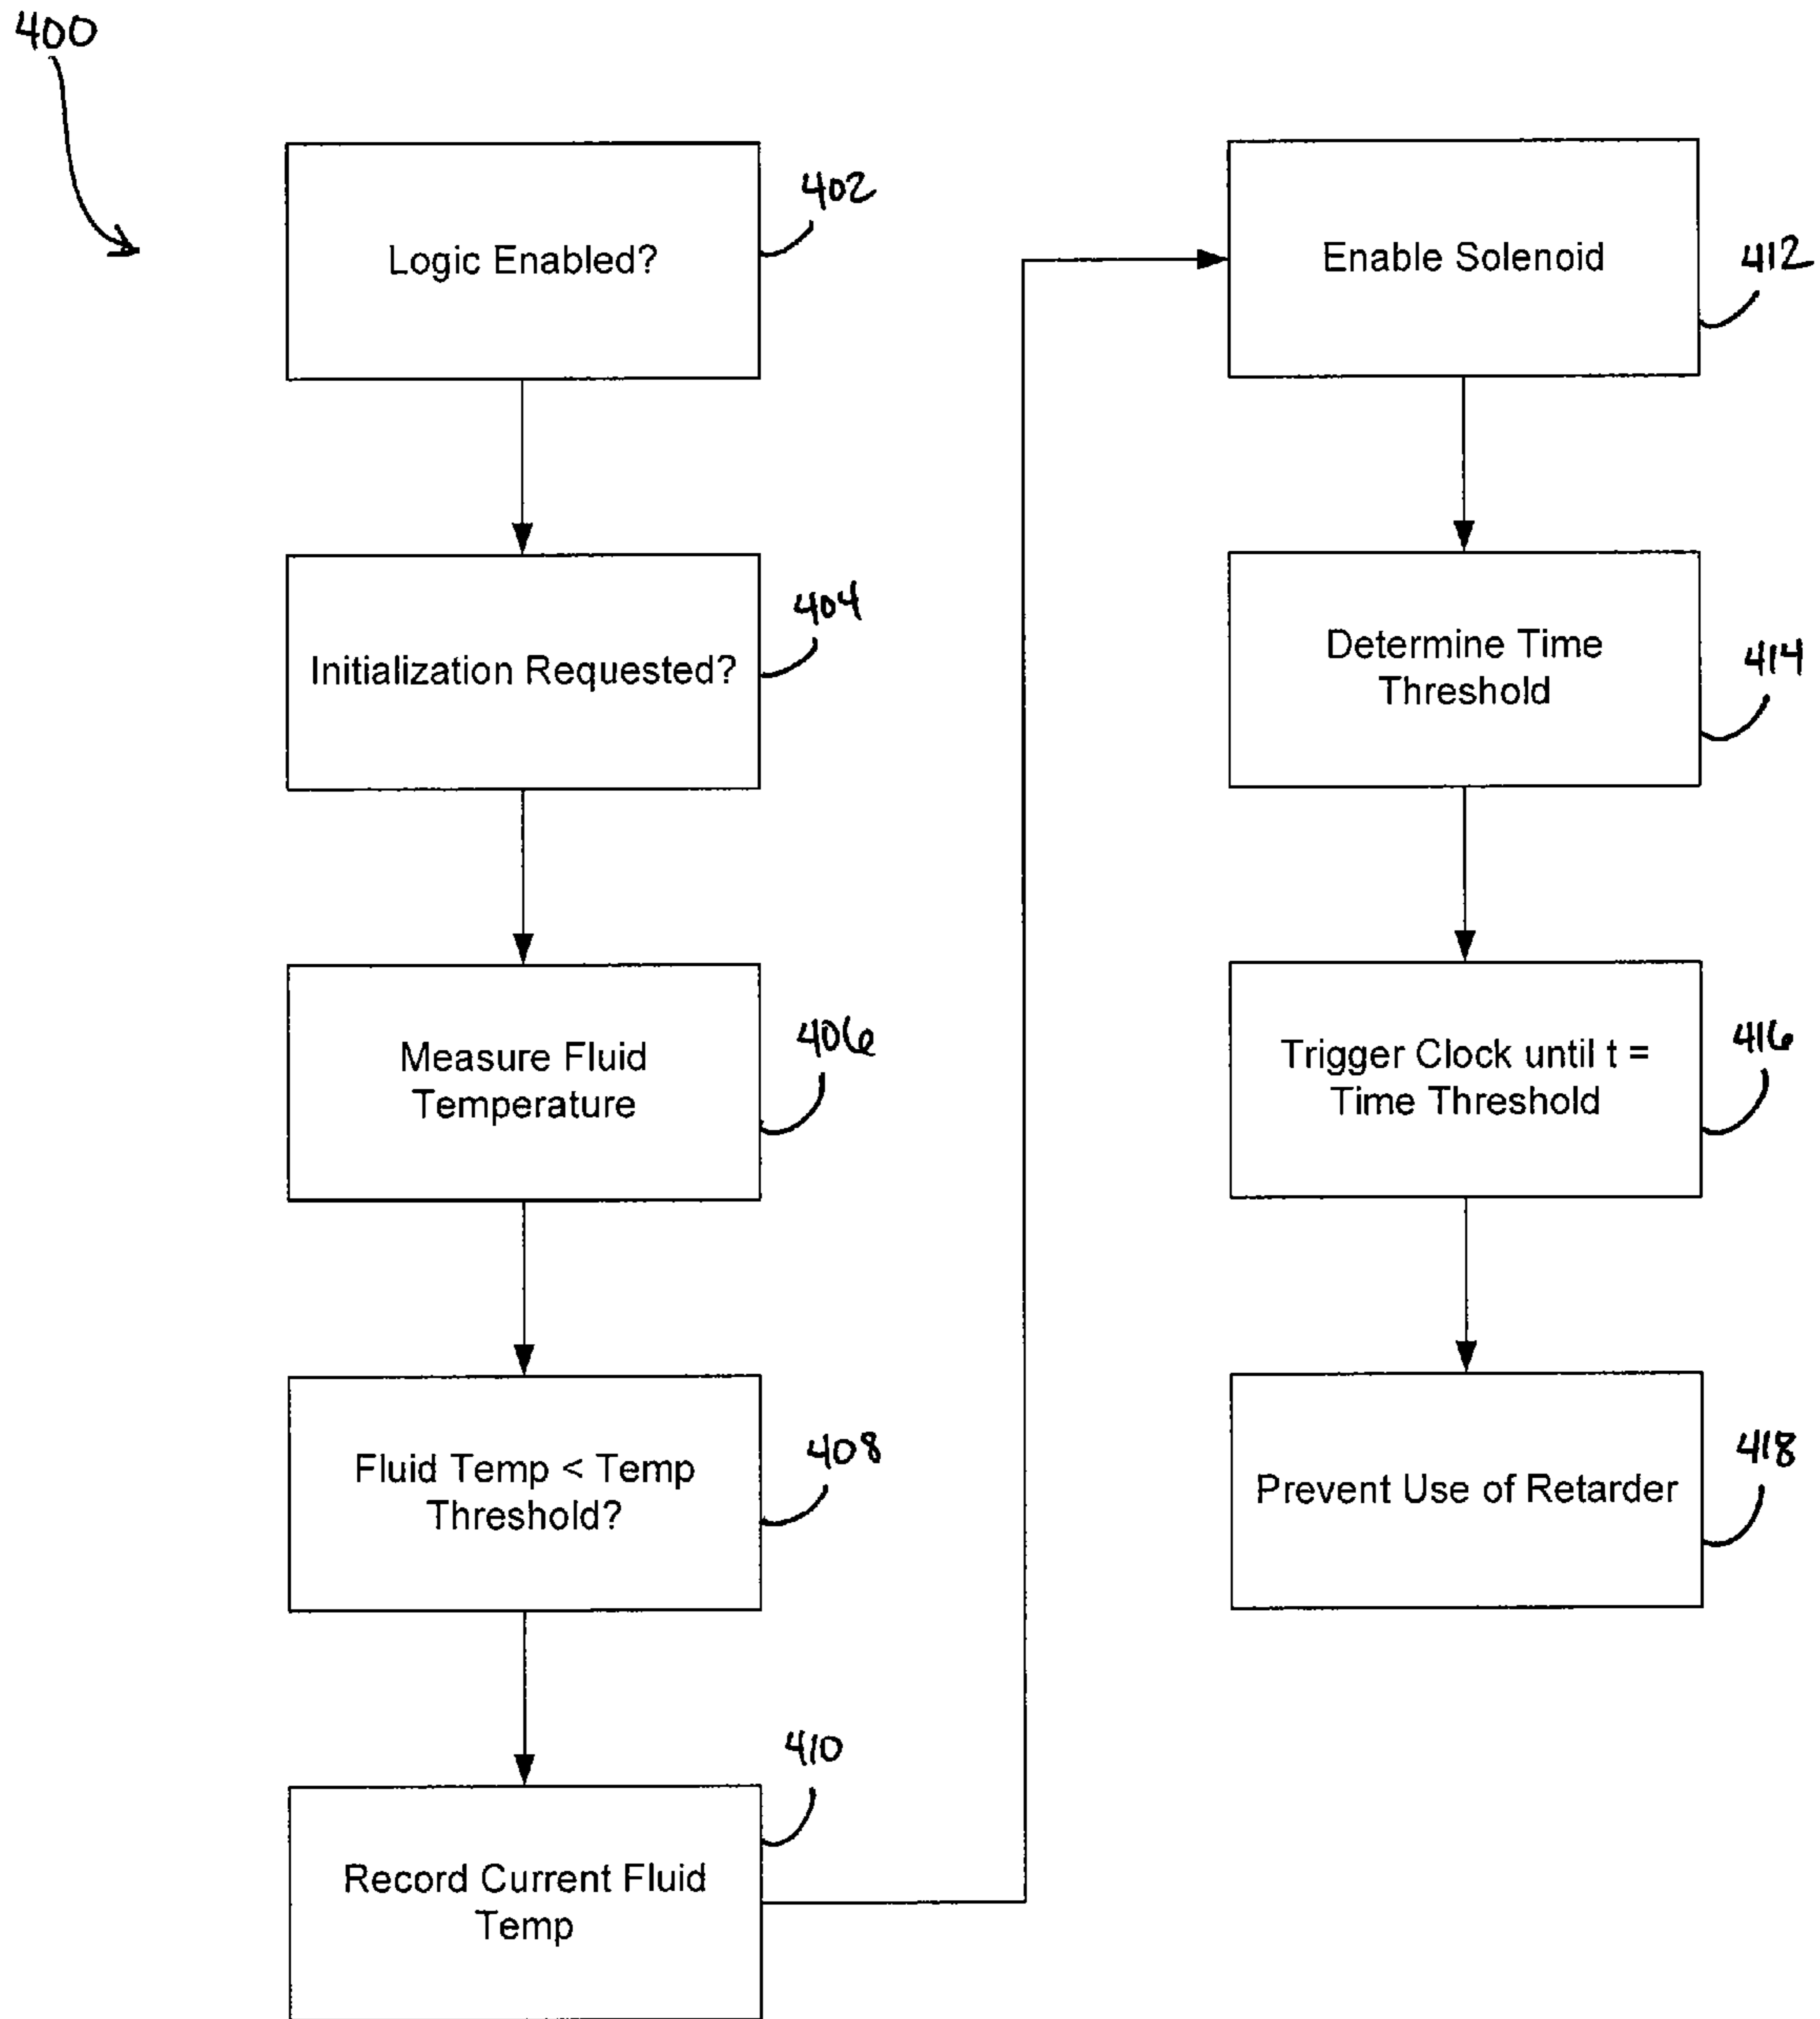 400
Logic Enabled?
402
Initialization Requested?
404
Measure Fluid
Temperature
406
Fluid Temp < Temp
Threshold?
408
Record Current Fluid
Temp
410
Enable Solenoid
412
Determine Time
Threshold
414
Trigger Clock until t =
Time Threshold
416
Prevent Use of Retarder
418